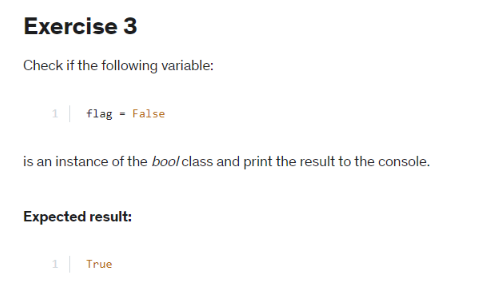 Exercise 3
Check if the following variable:
1 flag = False
is an instance of the bool class and print the result to the console.
Expected result:
1 True